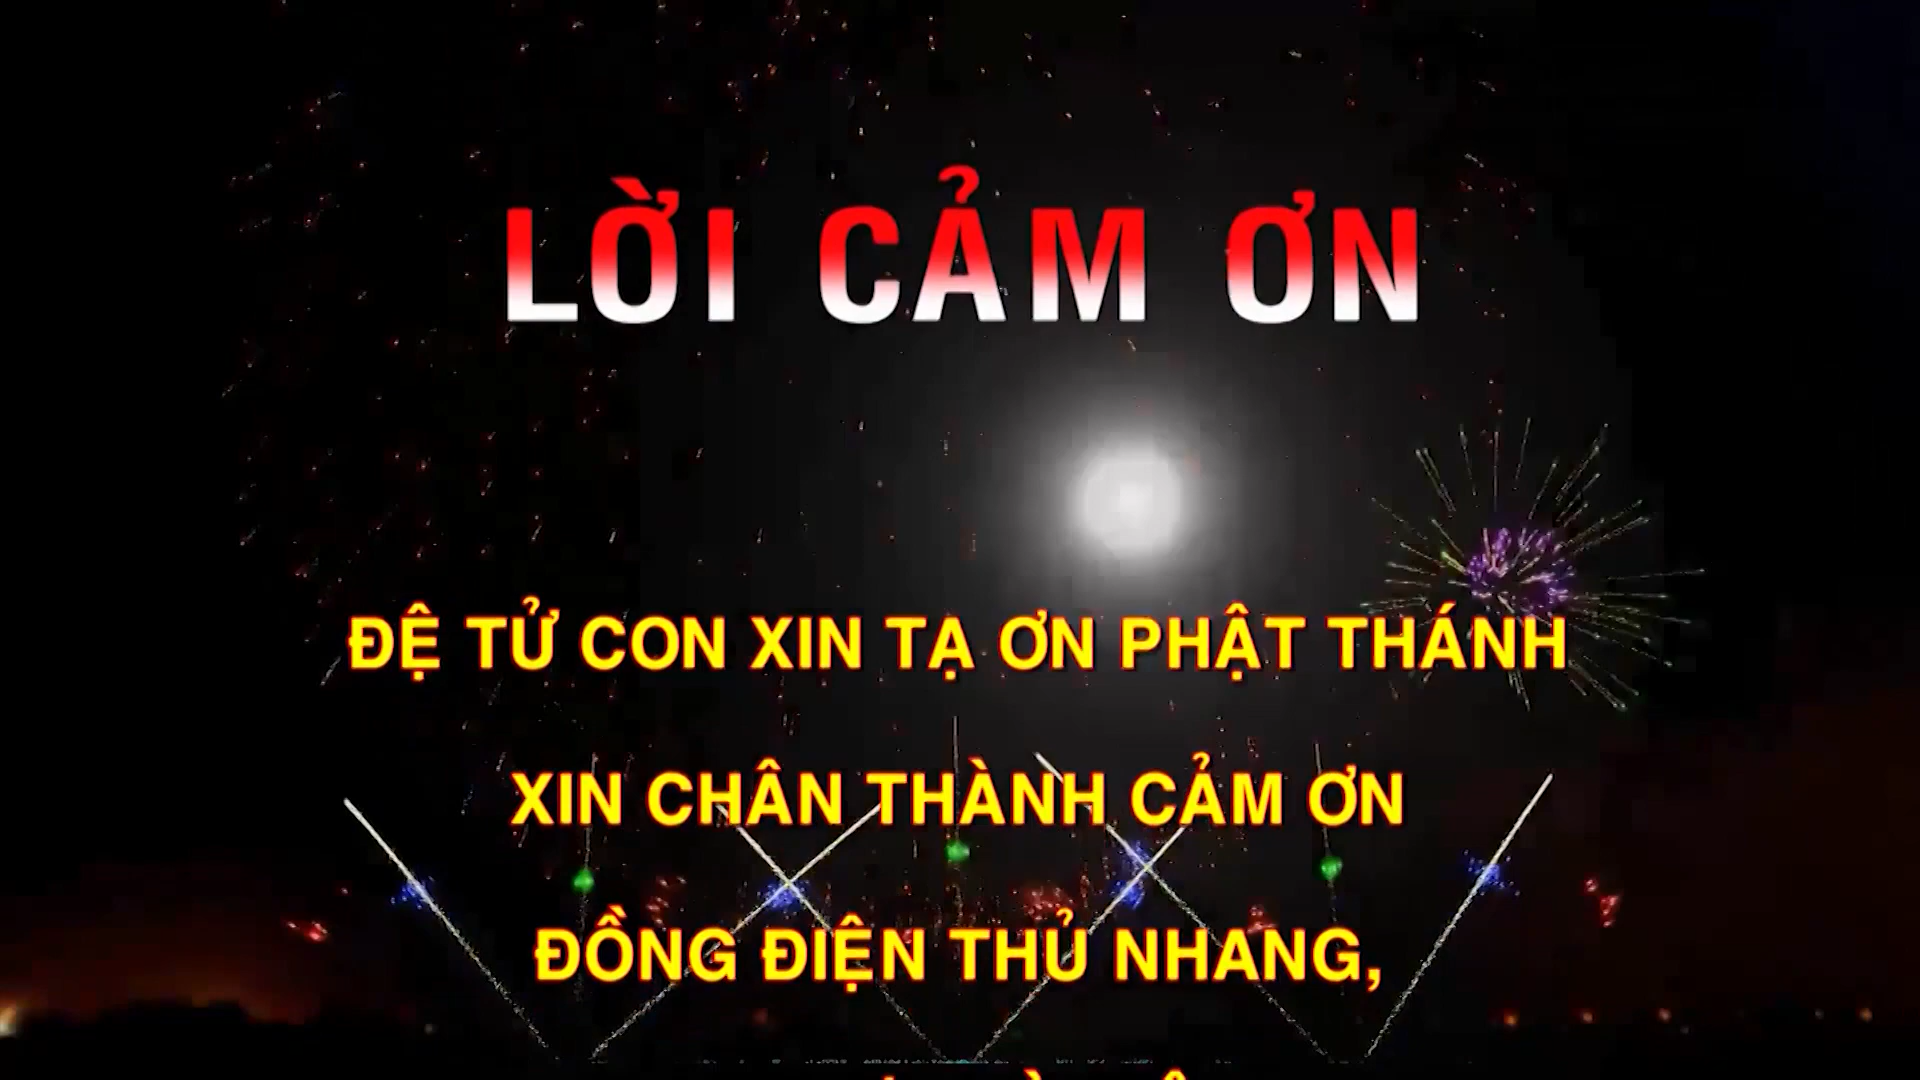 LỜI CẢM ƠN
ĐỆ TỬ CON XIN TẠ ƠN PHẬT THÁNH
XIN CHÂN THÀNH CẢM ƠN
ĐỒNG ĐIỆN THỦ NHANG,